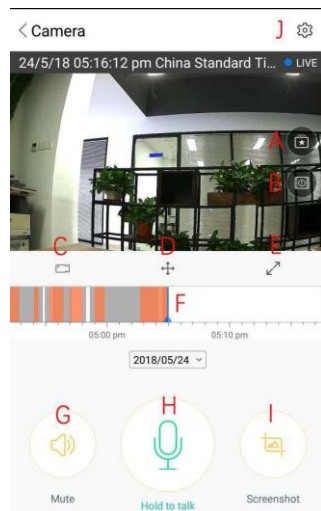 < Camera J
24/5/18 05:16:12 pm China Standard Ti... LIVE
A
B
C D E
F
05:00 pm 05:10 pm
2018/05/24
G H I
Mute Hold to talk Screenshot